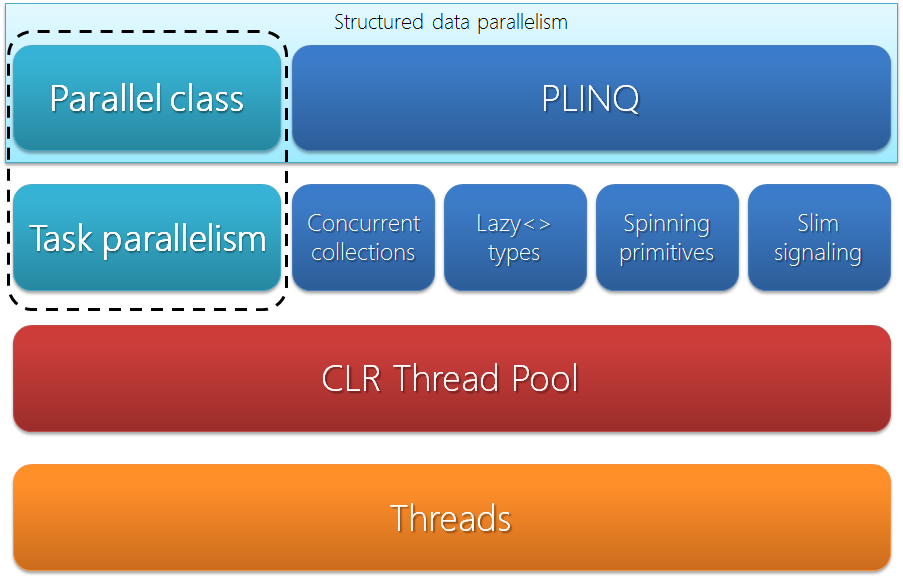 Structured data parallelism
Parallel class
PLINQ
Task parallelism
Concurrent
collections
Lazy<>
types
Spinning
primitives
Slim
signaling
CLR Thread Pool
Threads